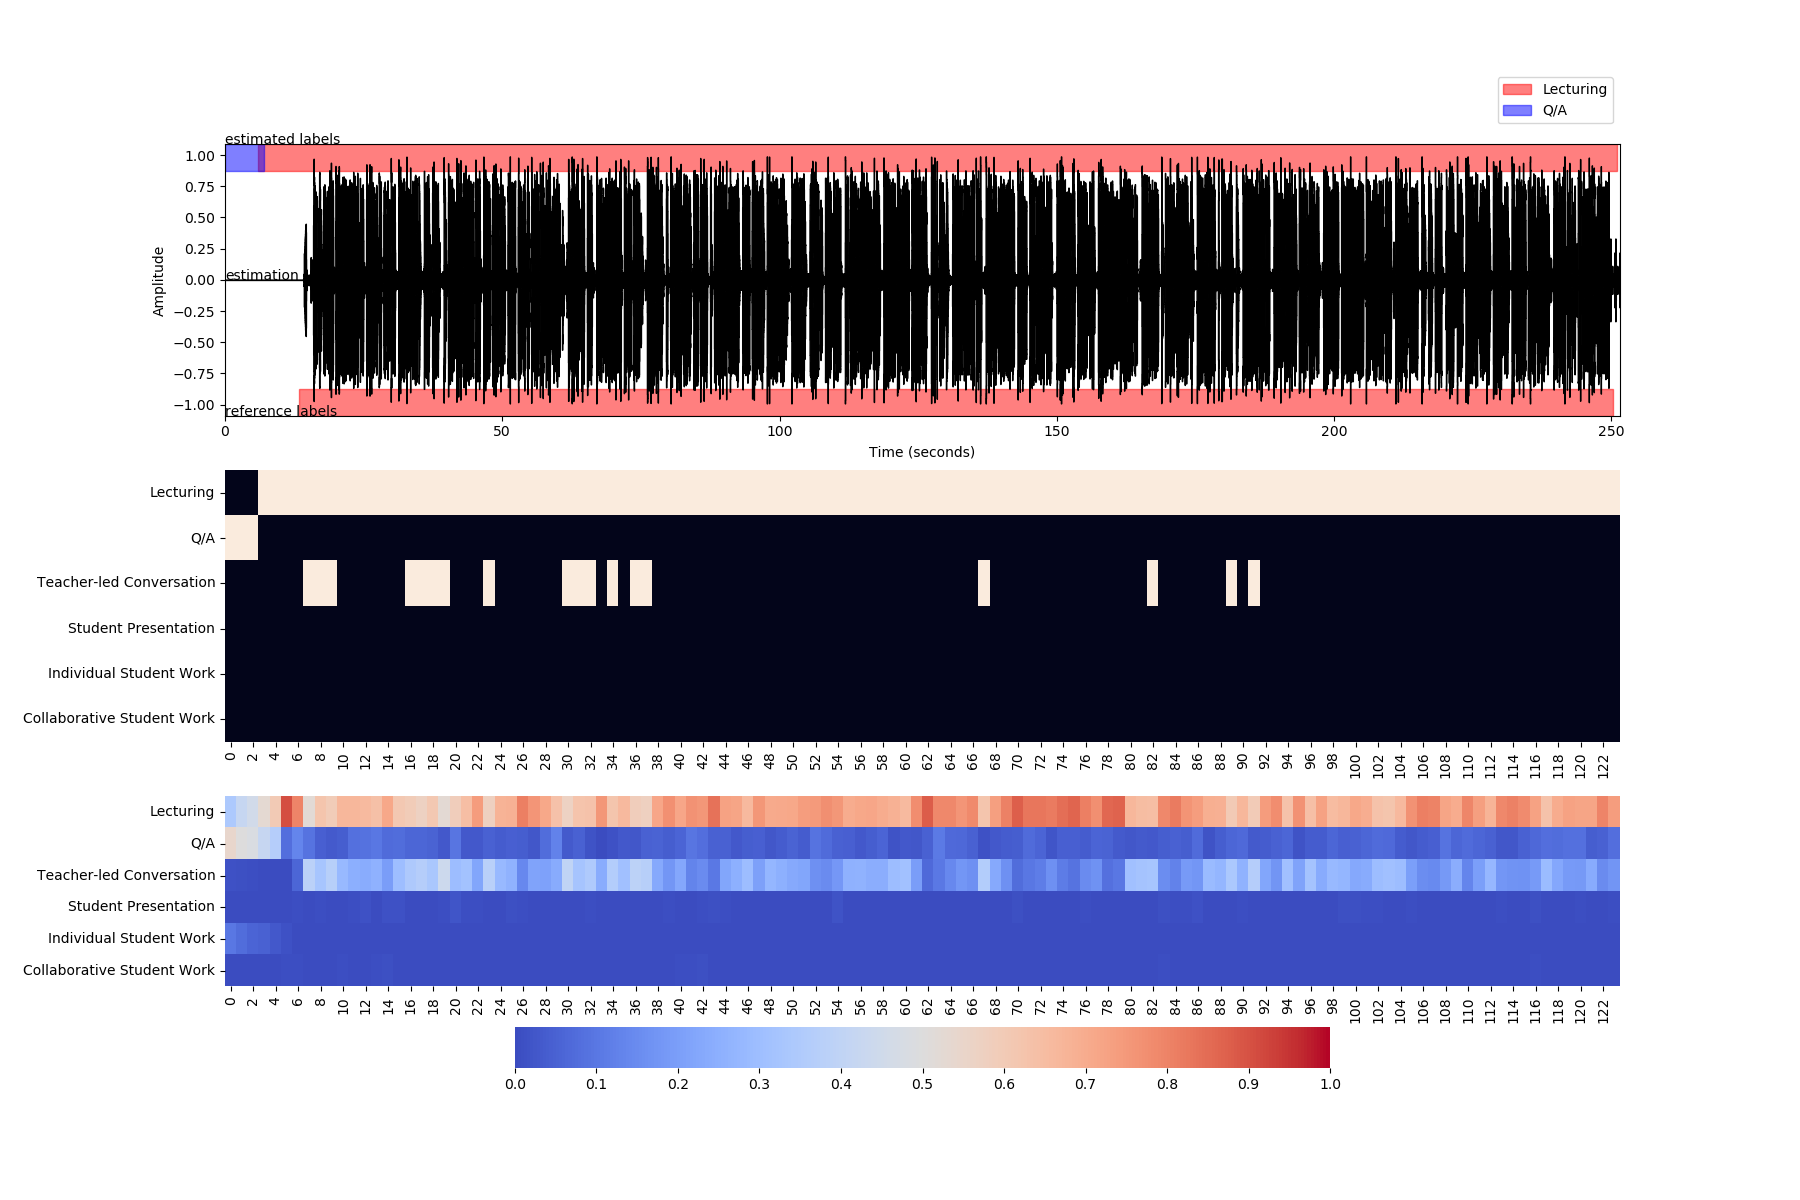 Lecturing
Q/A
estimated labels
1.00
0.75
0.50
0.25
0.00
−0.25
−0.50
−0.75
−1.00
Amplitude
estimation
reference labels
0 50 100 150 200 250
Time (seconds)
Lecturing
Q/A
Teacher-led Conversation
Student Presentation
Individual Student Work
Collaborative Student Work
0 2 4 6 8 10 12 14 16 18 20 22 24 26 28 30 32 34 36 38 40 42 44 46 48 50 52 54 56 58 60 62 64 66 68 70 72 74 76 78 80 82 84 86 88 90 92 94 96 98 100 102 104 106 108 110 112 114 116 118 120 122
Lecturing
Q/A
Teacher-led Conversation
Student Presentation
Individual Student Work
Collaborative Student Work
0 2 4 6 8 10 12 14 16 18 20 22 24 26 28 30 32 34 36 38 40 42 44 46 48 50 52 54 56 58 60 62 64 66 68 70 72 74 76 78 80 82 84 86 88 90 92 94 96 98 100 102 104 106 108 110 112 114 116 118 120 122
0.0 0.1 0.2 0.3 0.4 0.5 0.6 0.7 0.8 0.9 1.0